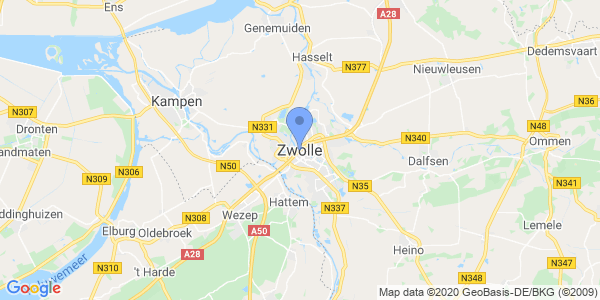 Ens
Genemuiden
A28
Dedemsvaart
Hasselt
N377
Nieuwleusen
Kampen
N36
N307
N331
Dronten
N340
N48
Zwolle
Ommen
andmaten
N50
Dalfsen
N309
N306
N35
N341
Hattem
N337
ddinghuizen
N308
Wezep
Elburg
Oldebroek
A50
Lemele
Heino
A28
N347
N310
't Harde
N348
Wemeer
Google
Map data ©2020 GeoBasis-DE/BKG (©2009)